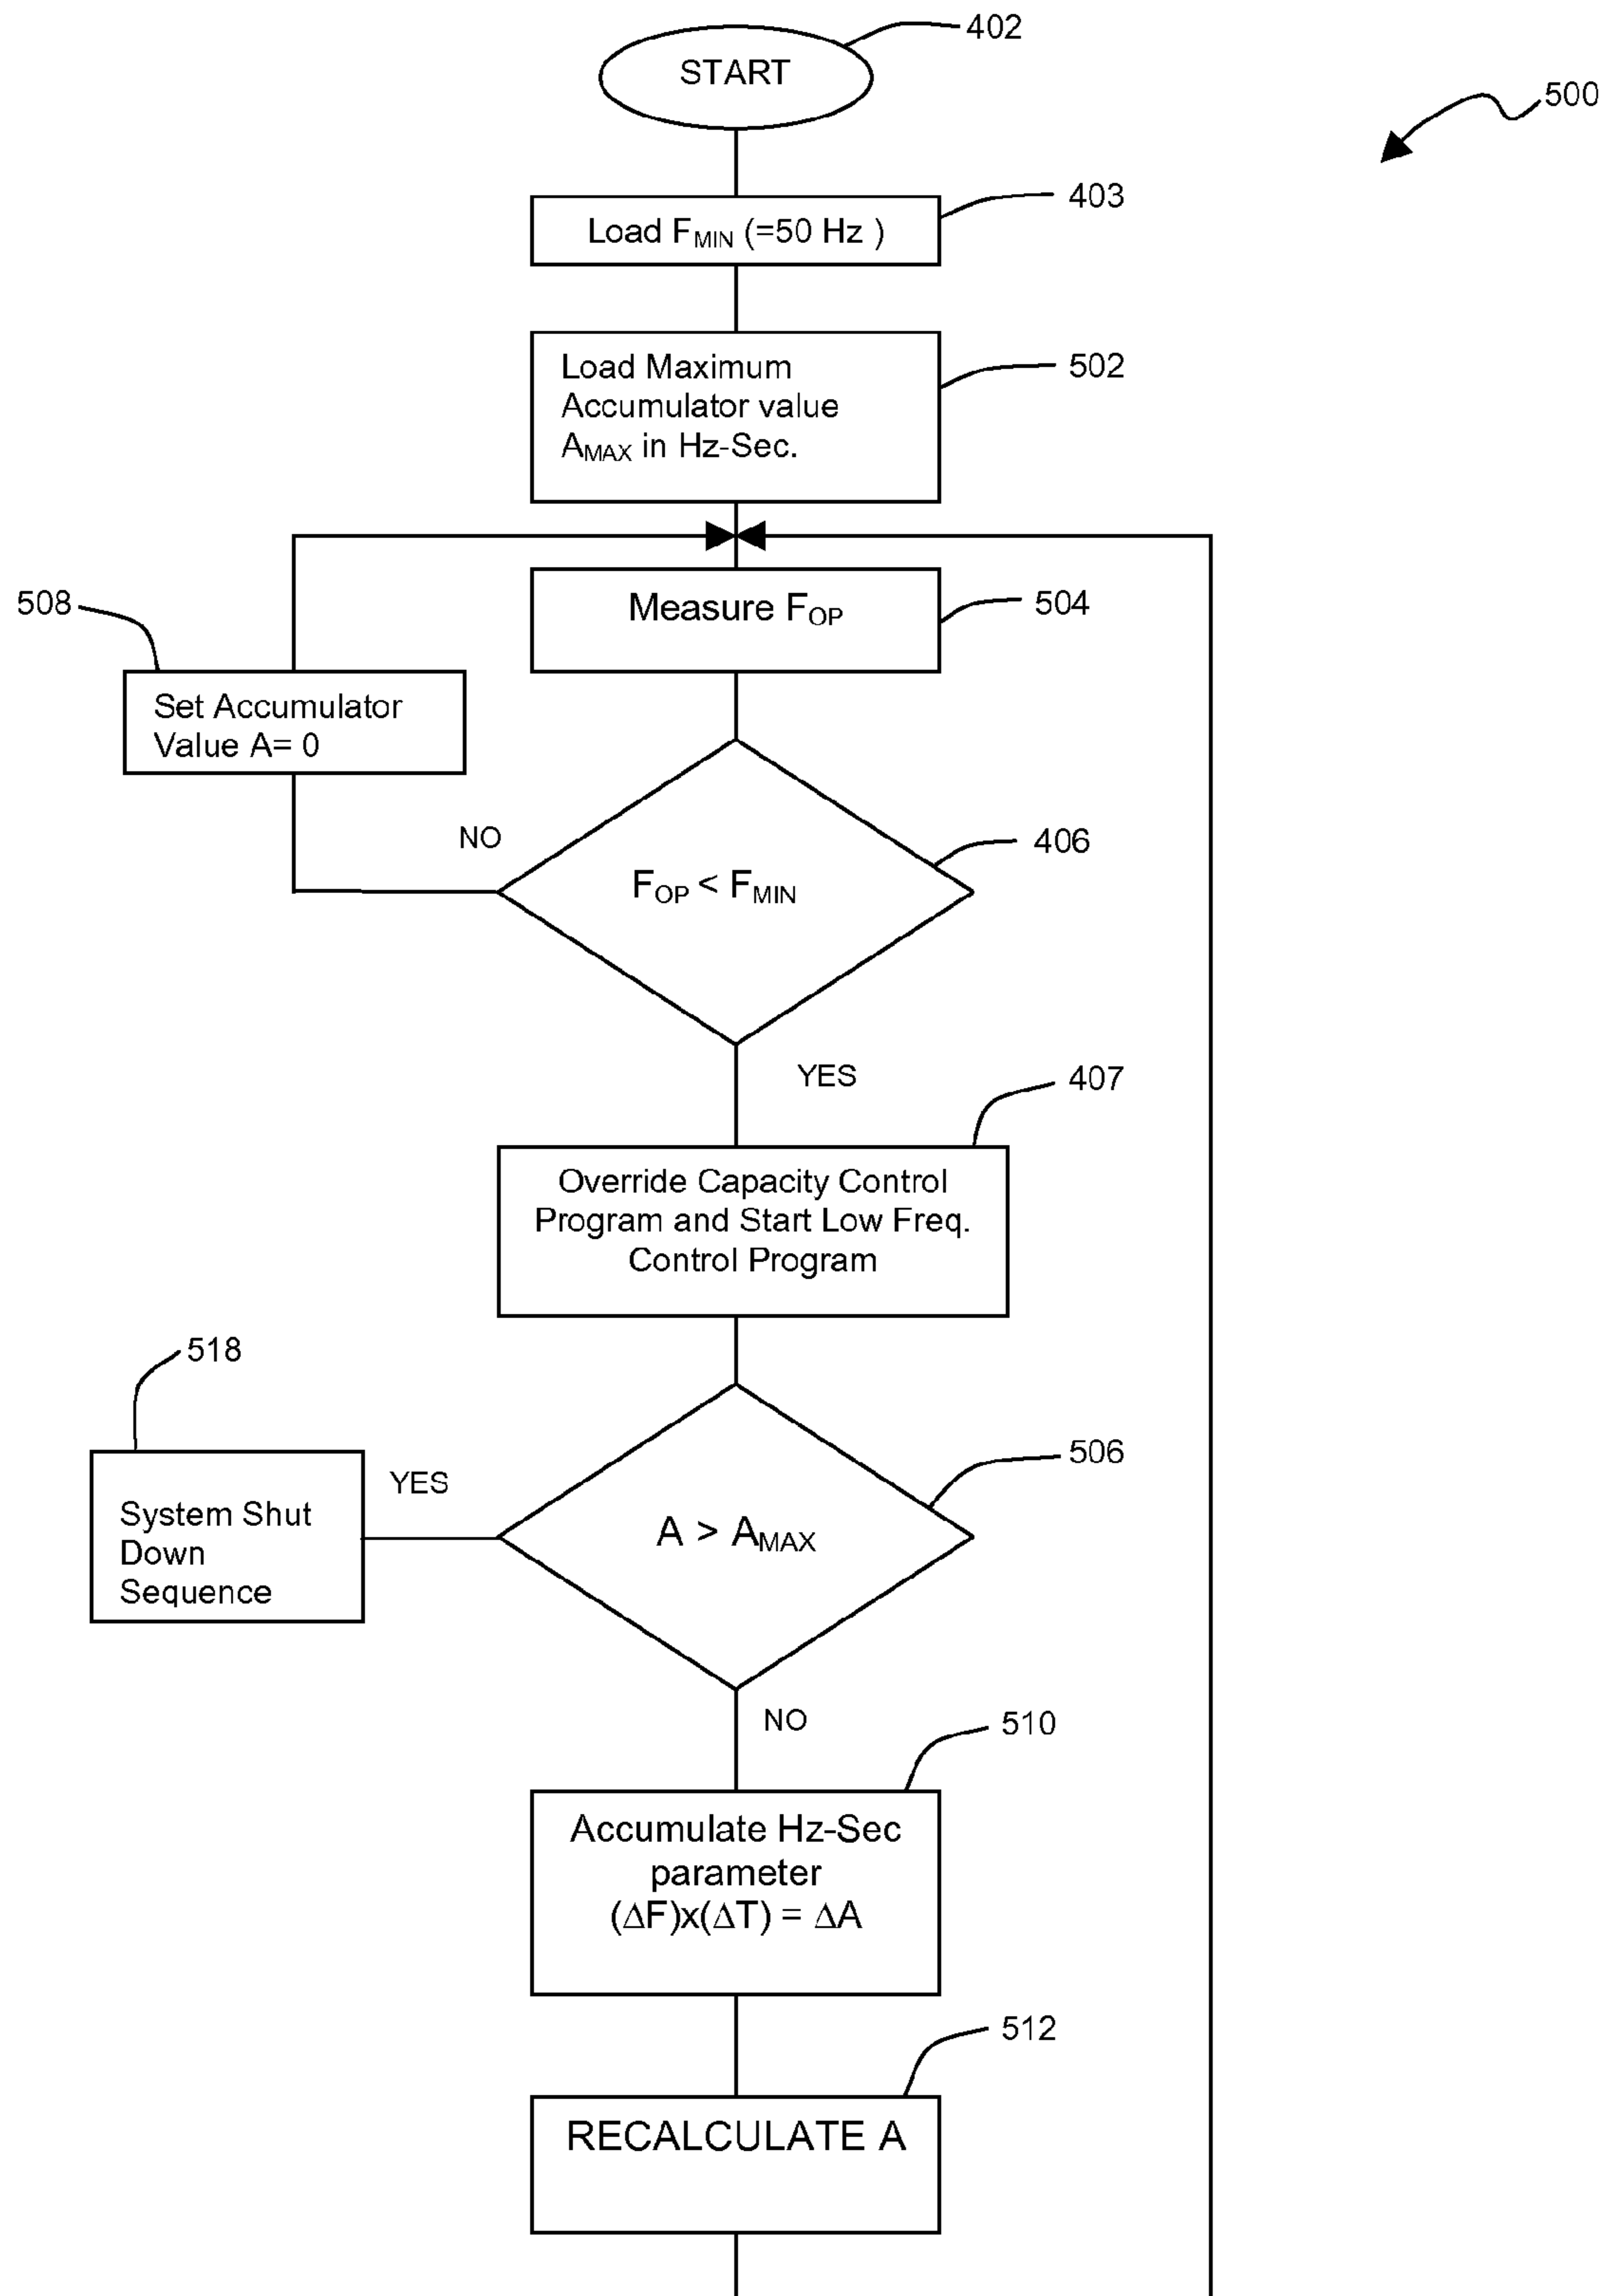 402
START
500
403
Load FMIN (=50 Hz )
502
Load Maximum
Accumulator value
AMAX in Hz-Sec.
508
504
Measure FOP
Set Accumulator
Value A= 0
NO
406
FOP < FMIN
YES
407
Override Capacity Control
Program and Start Low Freq.
Control Program
518
506
YES
System Shut
Down
Sequence
A > AMAX
NO
510
Accumulate Hz-Sec
parameter
(ΔF)x(ΔT) = ΔA
512
RECALCULATE A